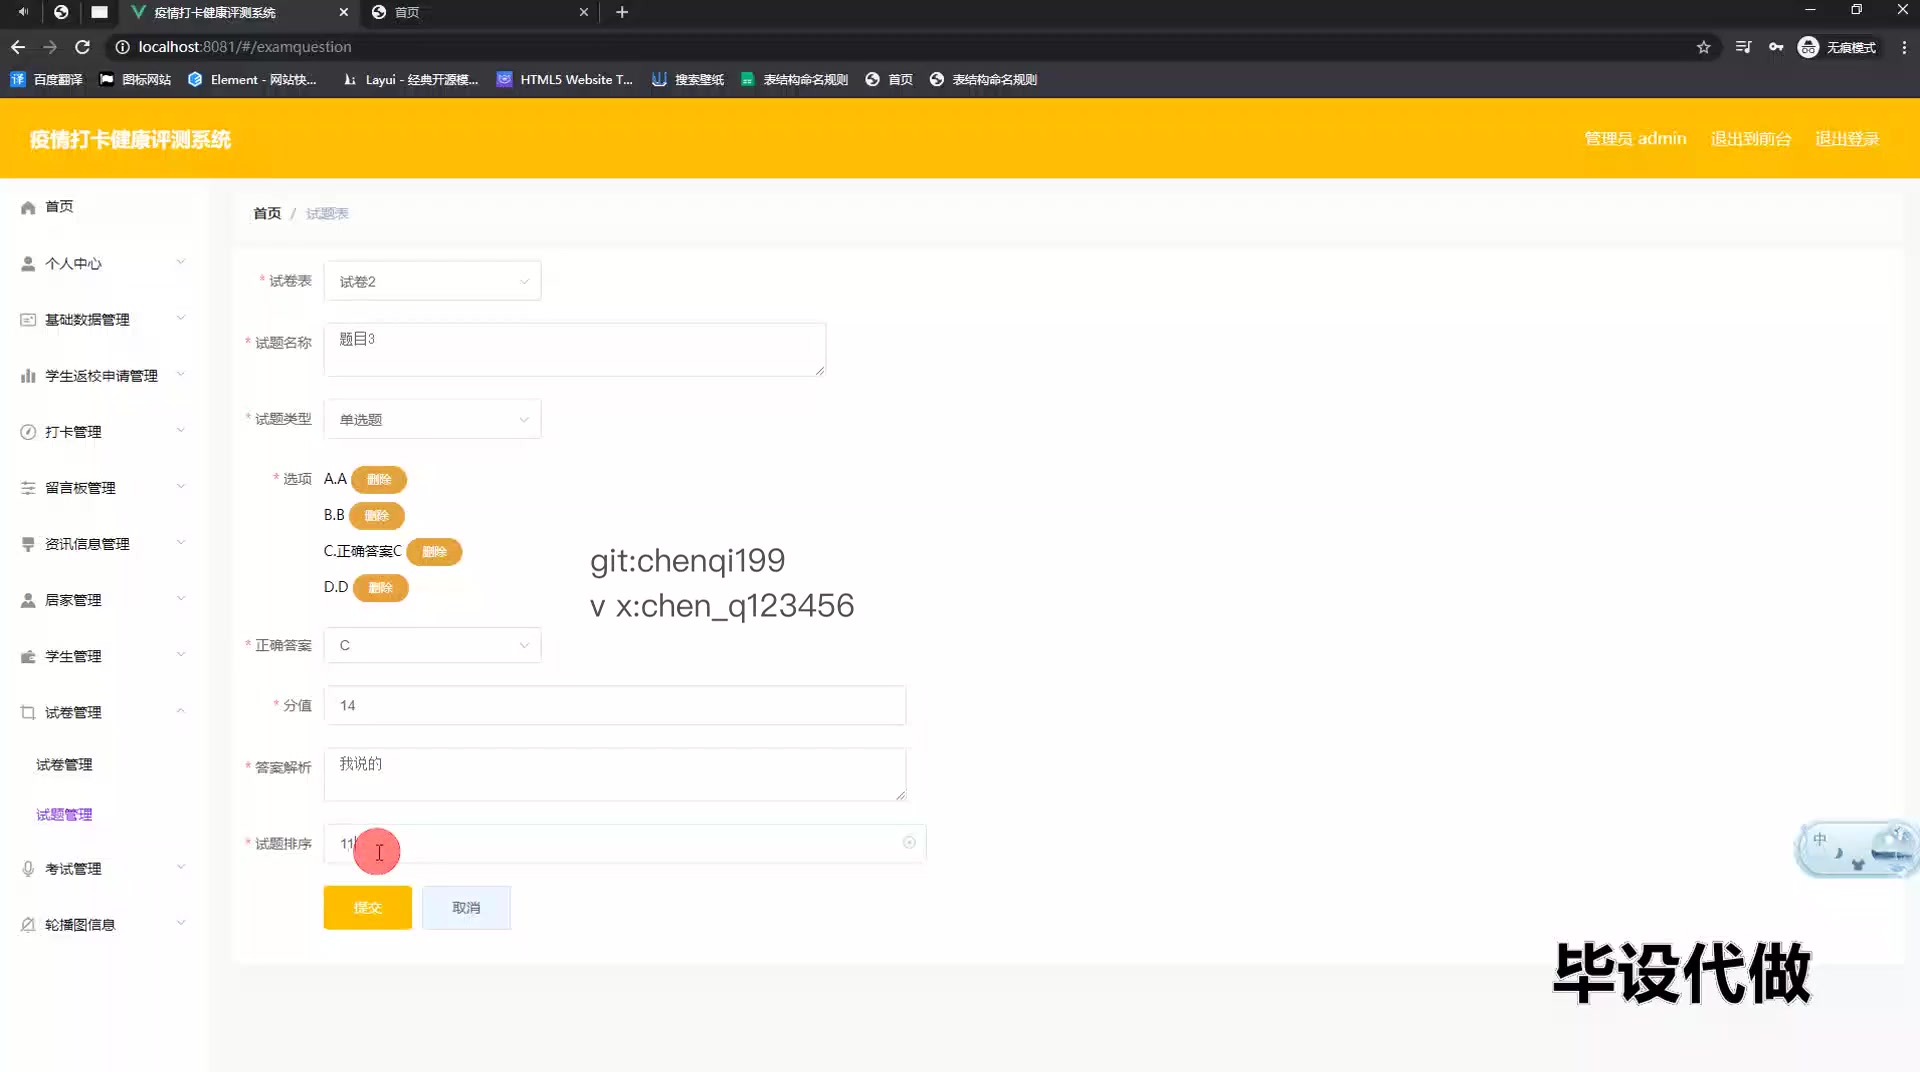 疫情打卡健康评测系统
首页
localhost:8081/#/examquestion
无痕模式
百度翻译
图标网站
Element - 网站快...
Layui - 经典开源模...
HTML5 Website T...
搜索壁纸
表结构命名规则
首页
表结构命名规则
疫情打卡健康评测系统
管理员 admin
退出到前台
退出登录
首页
个人中心
基础数据管理
学生返校申请管理
打卡管理
留言板管理
资讯信息管理
居家管理
学生管理
试卷管理
试卷管理
试题管理
考试管理
轮播图信息
首页 / 试题表
* 试卷表 试卷2
* 试题名称 题目3
* 试题类型 单选题
* 选项 A.A 删除
B.B 删除
C.正确答案C 删除
D.D 删除
git:chenqi199
v x:chen_q123456
* 正确答案 C
* 分值 14
* 答案解析 我说的
* 试题排序 11
提交 取消
中
毕设代做